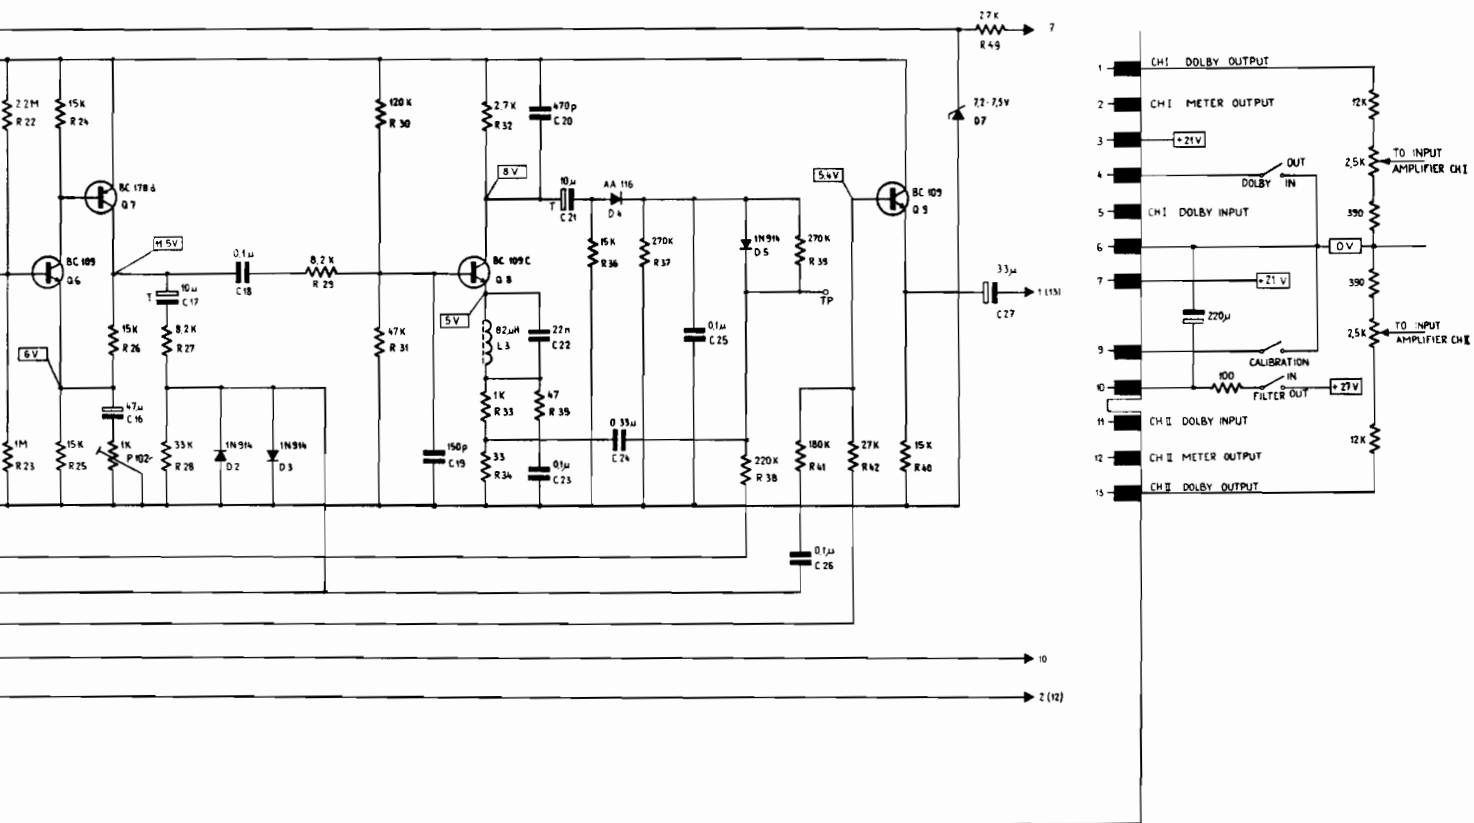 27K
R49
7
2.2M
R 22
15K
R 24
BC 178 b
Q7
BC 109
Q6
11.5V
10µ
T
C17
0,1µ
C18
8,2 K
R 29
15K
R 26
8,2K
R27
6V
47µ
C16
1M
R23
15K
R25
1K
P102
33K
R28
1N914
D2
1N914
D3
120K
R30
47K
R 31
150p
C19
2.7K
R32
470p
C20
8V
BC 109C
Q8
5V
82µH
L3
22n
C22
1K
R33
47
R35
33
R34
0,1µ
C23
10µ
T
C21
AA 116
D4
15K
R36
270K
R37
0,33µ
C24
0,1µ
C25
1N914
D5
270K
R39
TP
220K
R 38
180K
R41
27K
R42
0,1µ
C26
5,4V
BC 109
Q9
15K
R40
7,2-7,5V
D7
33µ
C27
1 (13)
10
2 (12)
1
CH I DOLBY OUTPUT
2
CH I METER OUTPUT
3
+21V
4
DOLBY
OUT
IN
5
CH I DOLBY INPUT
6
0V
7
+21V
220µ
9
CALIBRATION
10
100
IN
FILTER OUT
+27V
11
CH II DOLBY INPUT
12
CH II METER OUTPUT
13
CH II DOLBY OUTPUT
12K
2,5K
TO INPUT
AMPLIFIER CH I
390
390
2,5K
TO INPUT
AMPLIFIER CH II
12K